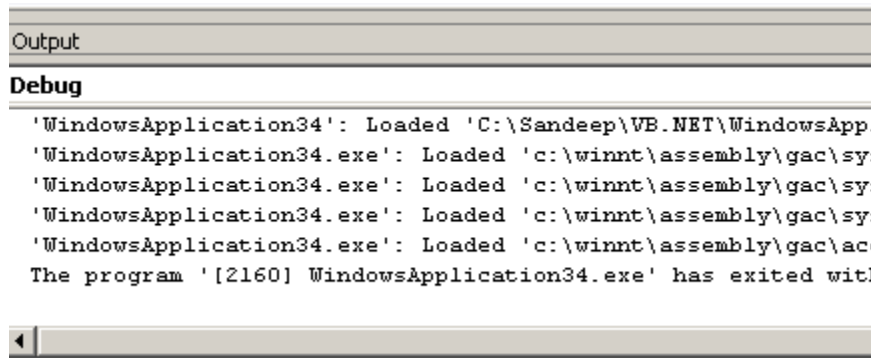 Output
Debug
'WindowsApplication34': Loaded 'C:\Sandeep\VB.NET\WindowsApp
'WindowsApplication34.exe': Loaded 'c:\winnt\assembly\gac\sy
'WindowsApplication34.exe': Loaded 'c:\winnt\assembly\gac\sy
'WindowsApplication34.exe': Loaded 'c:\winnt\assembly\gac\sy
'WindowsApplication34.exe': Loaded 'c:\winnt\assembly\gac\ac
The program '[2160] WindowsApplication34.exe' has exited with